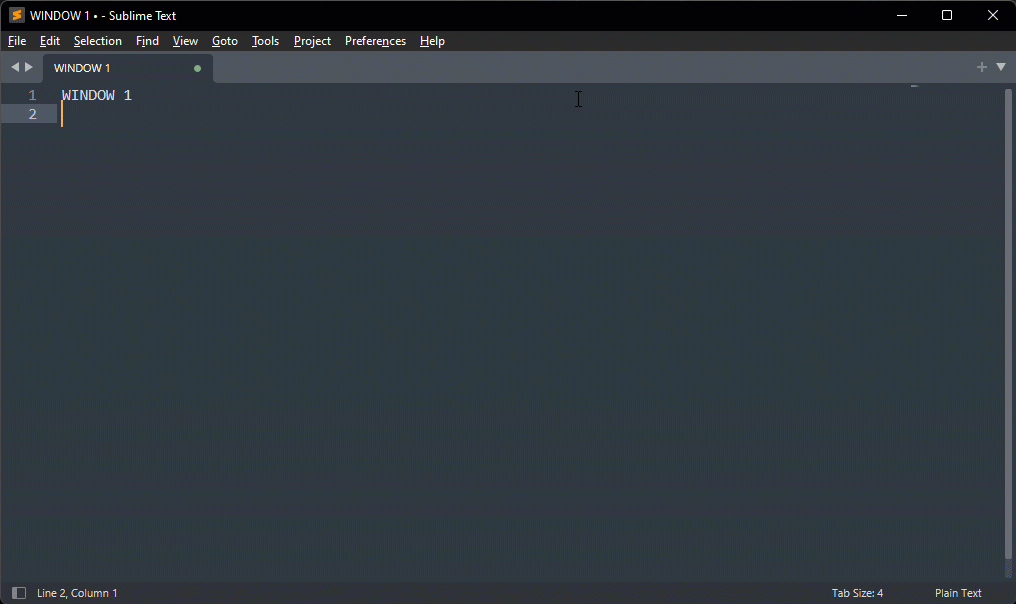 WINDOW 1 • - Sublime Text
File Edit Selection Find View Goto Tools Project Preferences Help
WINDOW 1
1 WINDOW 1
2
Line 2, Column 1 Tab Size: 4 Plain Text